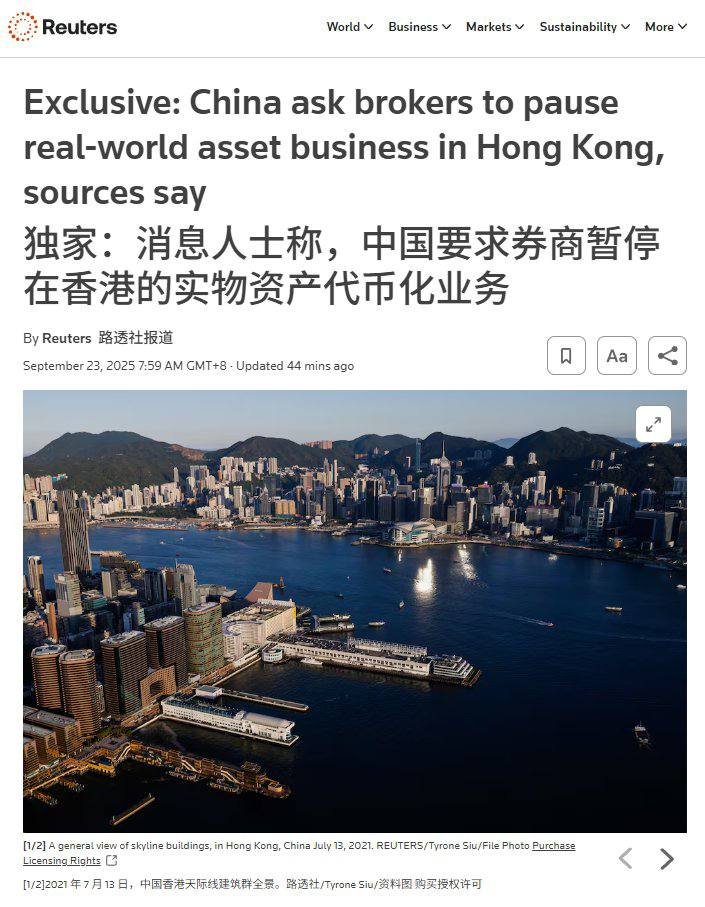 Reuters
World Business Markets Sustainability More
Exclusive: China ask brokers to pause
real-world asset business in Hong Kong,
sources say
独家：消息人士称，中国要求券商暂停
在香港的实物资产代币化业务
By Reuters 路透社报道
September 23, 2025 7:59 AM GMT+8 · Updated 44 mins ago
Aa
[1/2] A general view of skyline buildings, in Hong Kong, China July 13, 2021. REUTERS/Tyrone Siu/File Photo Purchase
Licensing Rights
[1/2]2021 年 7 月 13 日，中国香港天际线建筑群全景。路透社/Tyrone Siu/资料图 购买授权许可